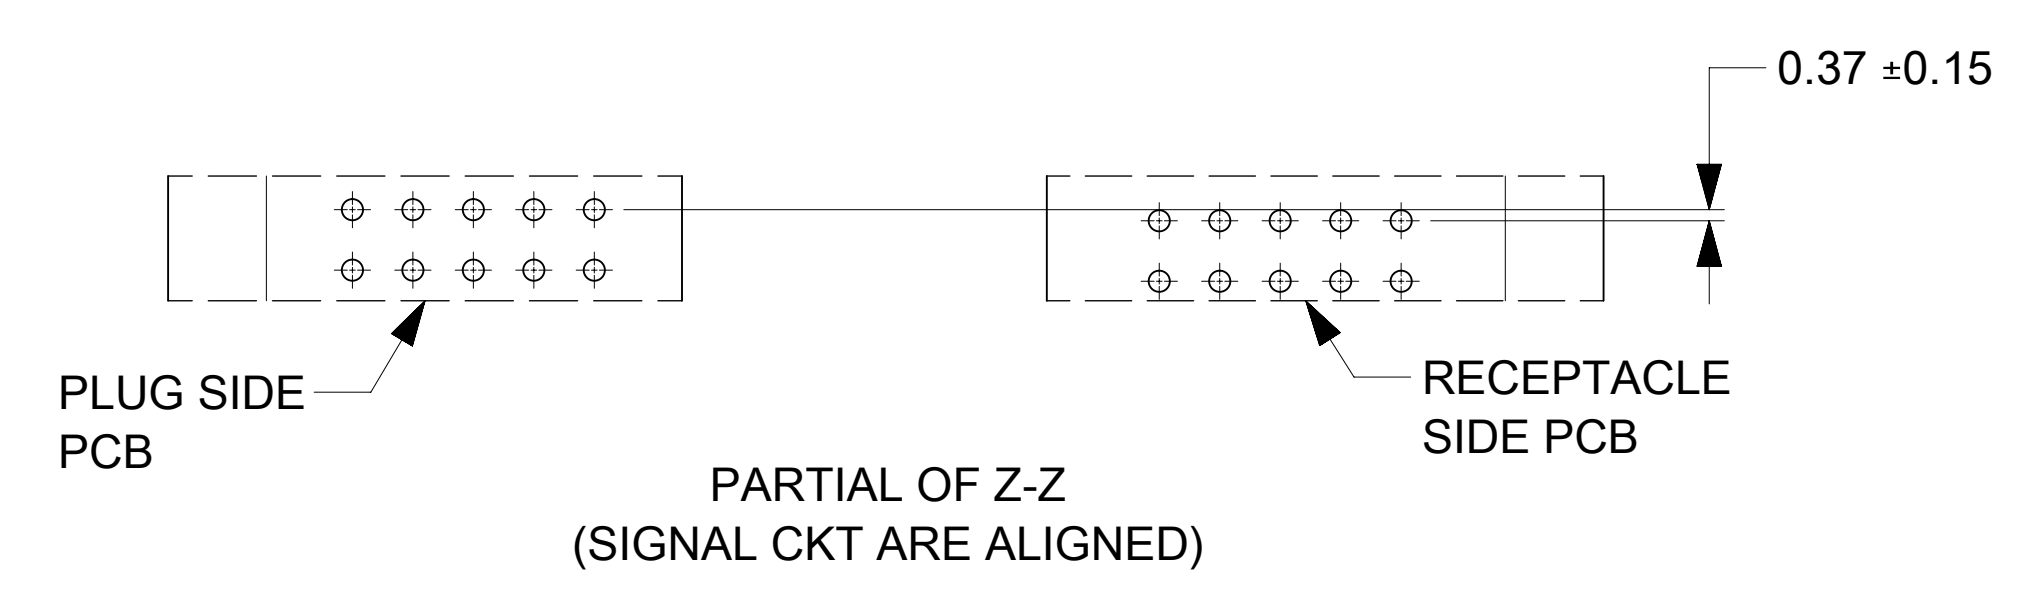 0.37 ±0.15
PLUG SIDE
PCB
RECEPTACLE
SIDE PCB
PARTIAL OF Z-Z
(SIGNAL CKT ARE ALIGNED)